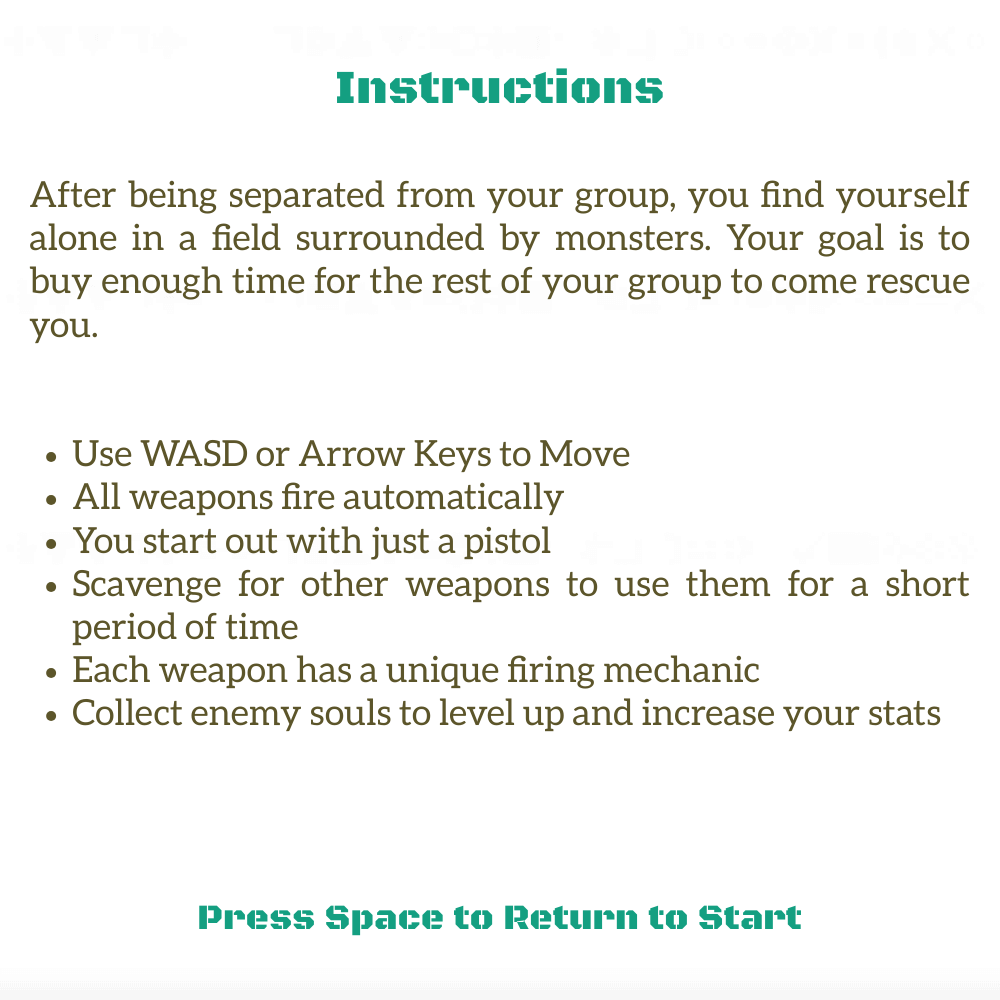 Instructions
After being separated from your group, you find yourself
alone in a field surrounded by monsters. Your goal is to
buy enough time for the rest of your group to come rescue
you.
• Use WASD or Arrow Keys to Move
• All weapons fire automatically
• You start out with just a pistol
• Scavenge for other weapons to use them for a short
period of time
• Each weapon has a unique firing mechanic
• Collect enemy souls to level up and increase your stats
Press Space to Return to Start